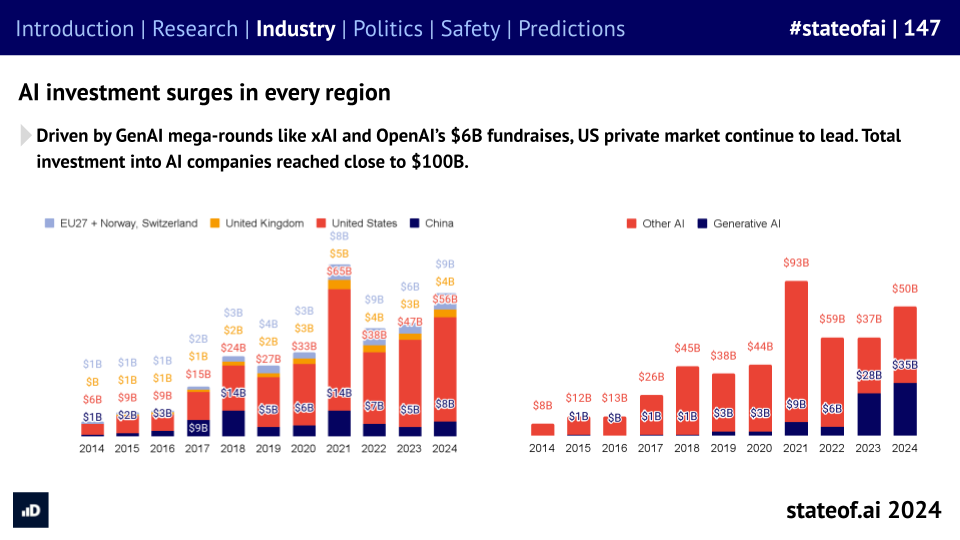 Introduction | Research | Industry | Politics | Safety | Predictions
#stateofai | 147
AI investment surges in every region
Driven by GenAI mega-rounds like xAI and OpenAI’s $6B fundraises, US private market continue to lead. Total
investment into AI companies reached close to $100B.
EU27 + Norway, Switzerland United Kingdom United States China
$1B $1B $1B $2B $3B $4B $3B $8B $9B $6B $9B
$B $1B $1B $1B $2B $2B $3B $5B $4B $3B $4B
$6B $9B $9B $15B $24B $27B $33B $65B $38B $47B $56B
$1B $2B $3B $9B $14B $5B $6B $14B $7B $5B $8B
2014 2015 2016 2017 2018 2019 2020 2021 2022 2023 2024
Other AI Generative AI
$8B $12B $13B $26B $45B $38B $44B $93B $59B $37B $50B
$1B $B $1B $1B $3B $3B $9B $6B $28B $35B
2014 2015 2016 2017 2018 2019 2020 2021 2022 2023 2024
D
stateof.ai 2024